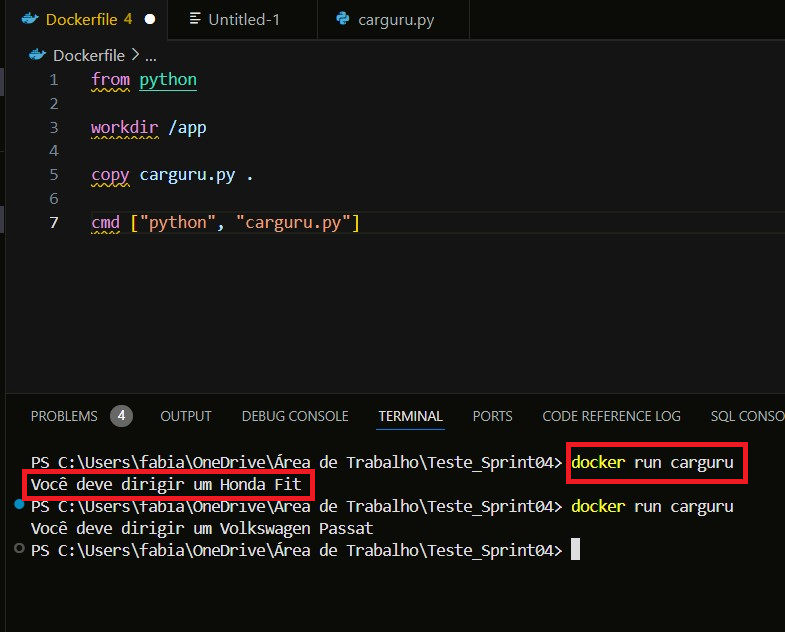 Dockerfile 4
Untitled-1
carguru.py
Dockerfile > ...
1 from python
2
3 workdir /app
4
5 copy carguru.py .
6
7 cmd ["python", "carguru.py"]
PROBLEMS 4 OUTPUT DEBUG CONSOLE TERMINAL PORTS CODE REFERENCE LOG SQL CONSO
PS C:\Users\fabia\OneDrive\Área de Trabalho\Teste_Sprint04> docker run carguru
Você deve dirigir um Honda Fit
PS C:\Users\fabia\OneDrive\Área de Trabalho\Teste_Sprint04> docker run carguru
Você deve dirigir um Volkswagen Passat
PS C:\Users\fabia\OneDrive\Área de Trabalho\Teste_Sprint04>